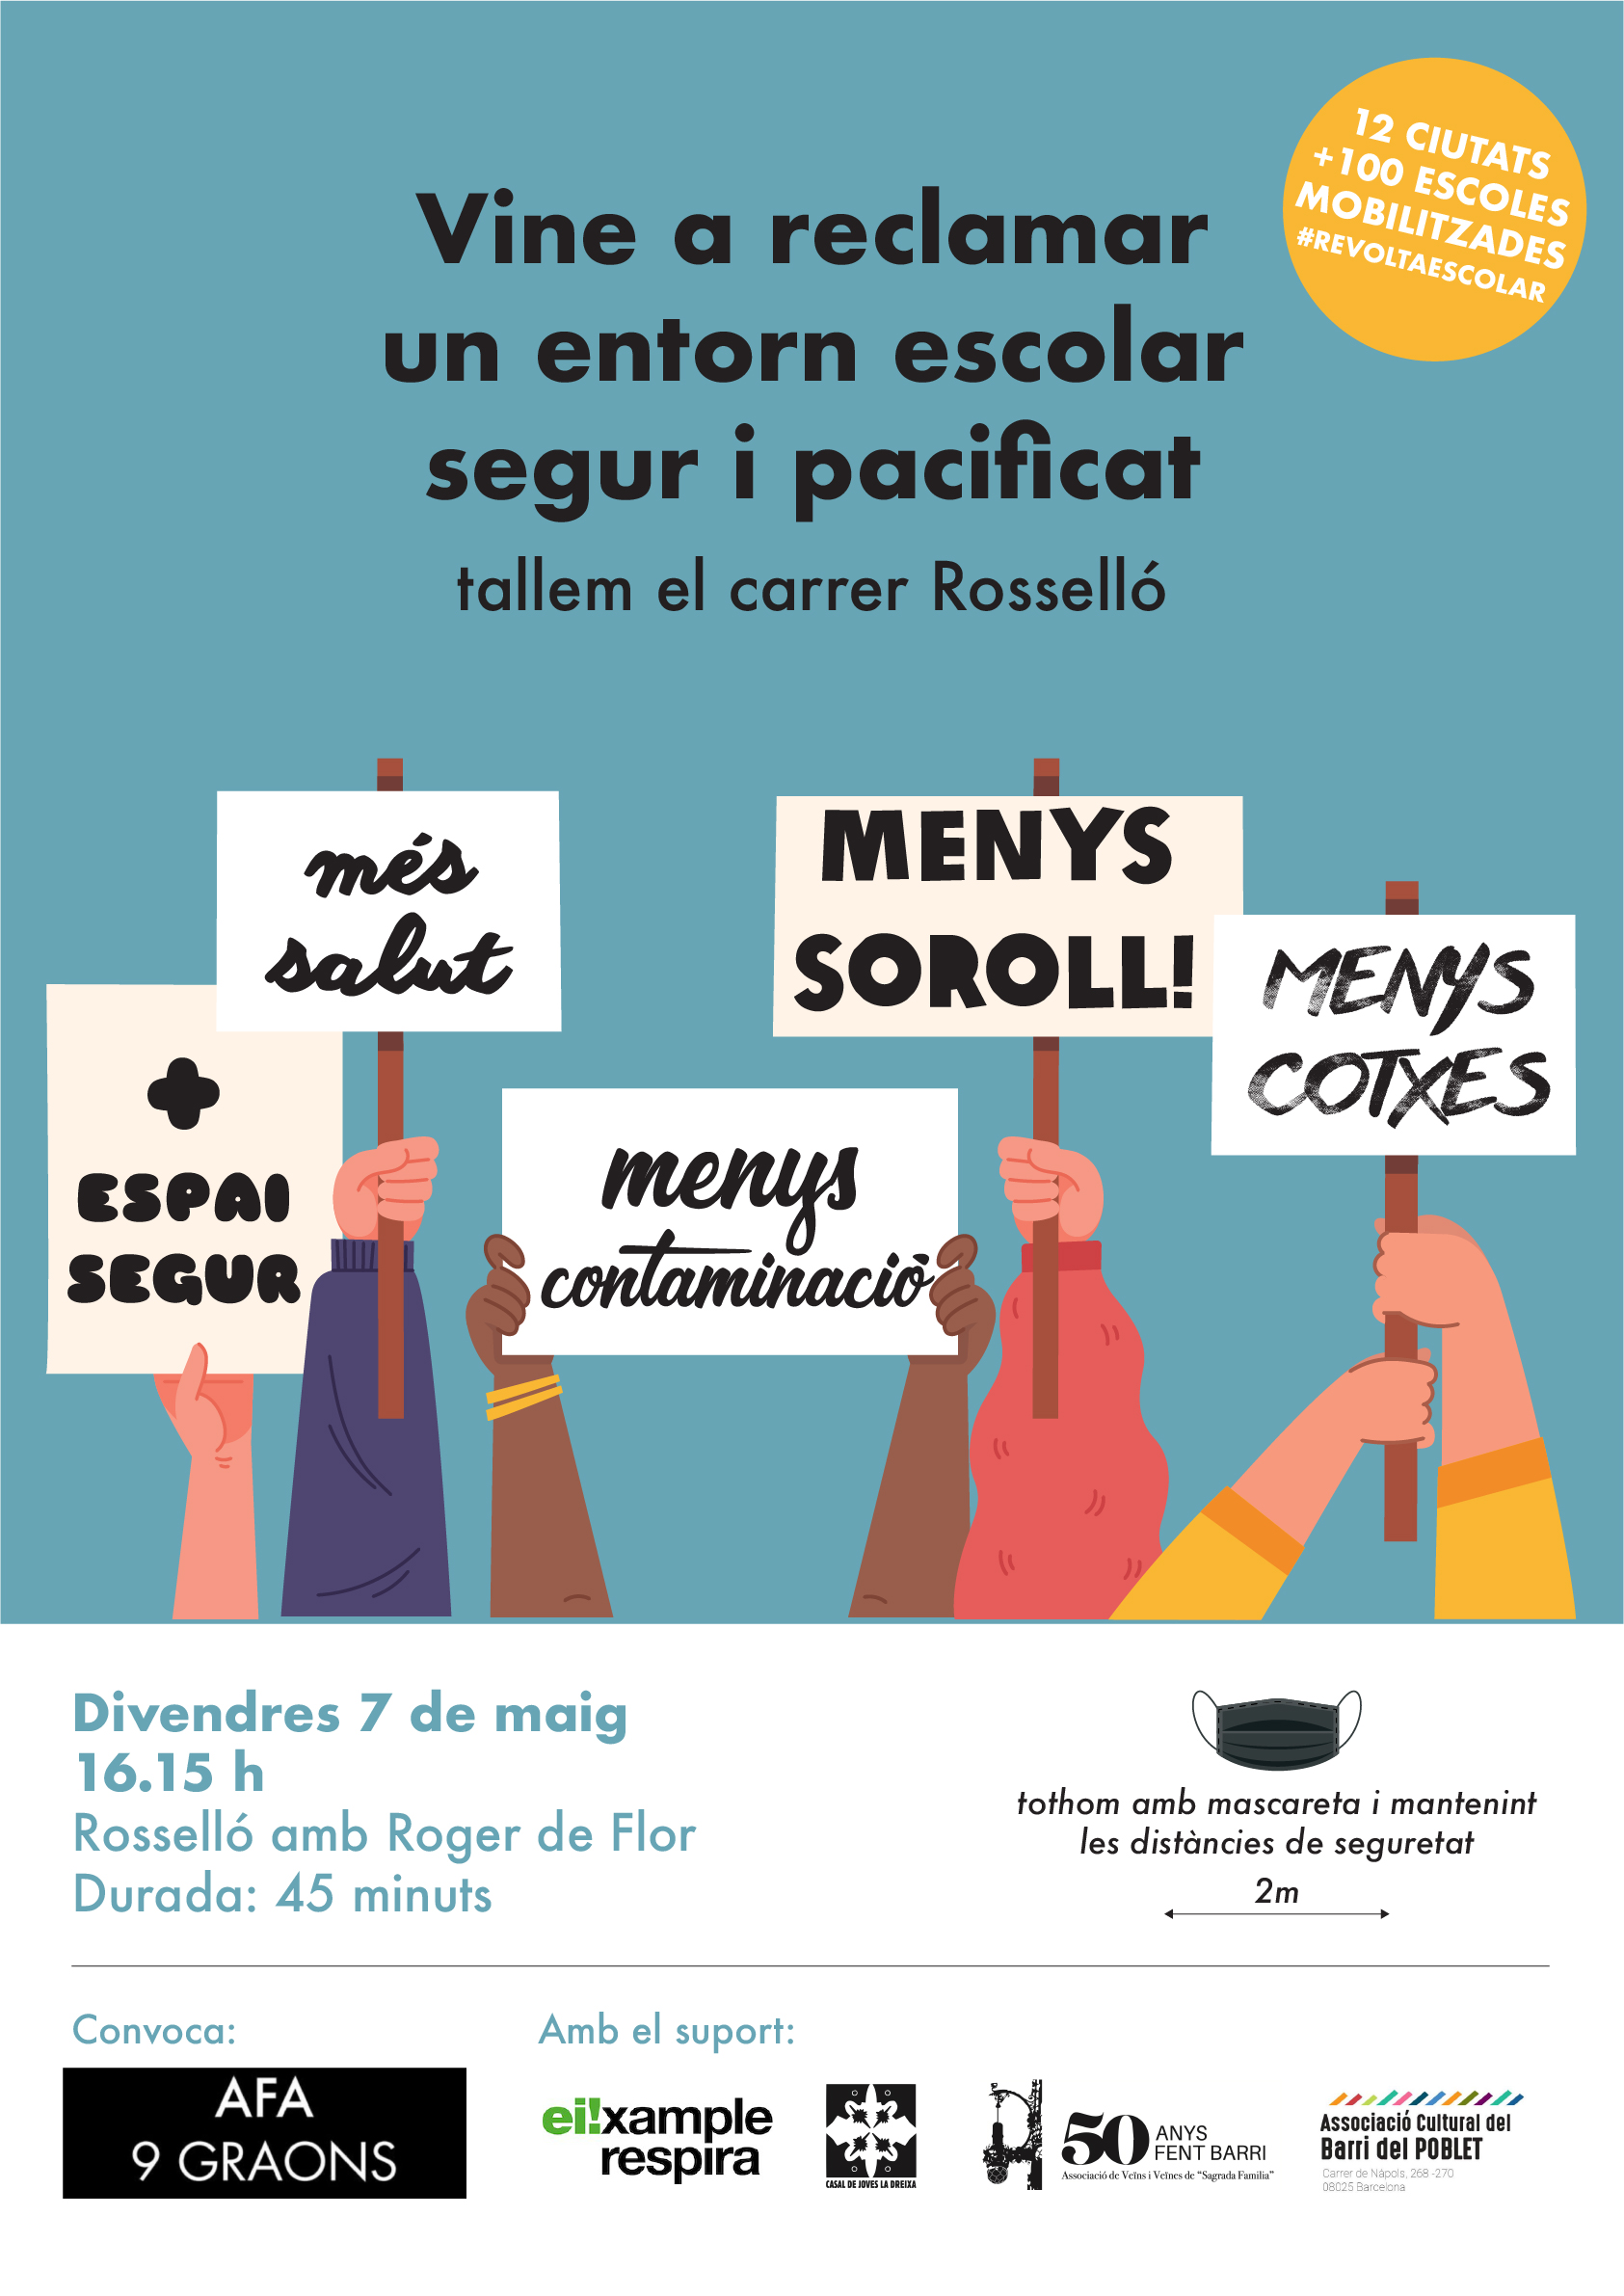 12 CIUTATS
+100 ESCOLES
MOBILITZADES
#REVOLTAESCOLAR
Vine a reclamar
un entorn escolar
segur i pacificat
tallem el carrer Rosselló
més
salut
MENYS
SOROLL!
MENYS
COTXES
+
ESPAI
SEGUR
menys
contaminaciò
Divendres 7 de maig
16.15 h
Rosselló amb Roger de Flor
Durada: 45 minuts
tothom amb mascareta i mantenint
les distàncies de seguretat
2m
Convoca:
AFA
9 GRAONS
Amb el suport:
ei!xample
respira
CASAL DE JOVES LA DREIXA
50 ANYS
FENT BARRI
Associació de Veïns i Veïnes de "Sagrada Familia"
Associació Cultural del
Barri del POBLET
Carrer de Nàpols, 268 -270
08025 Barcelona